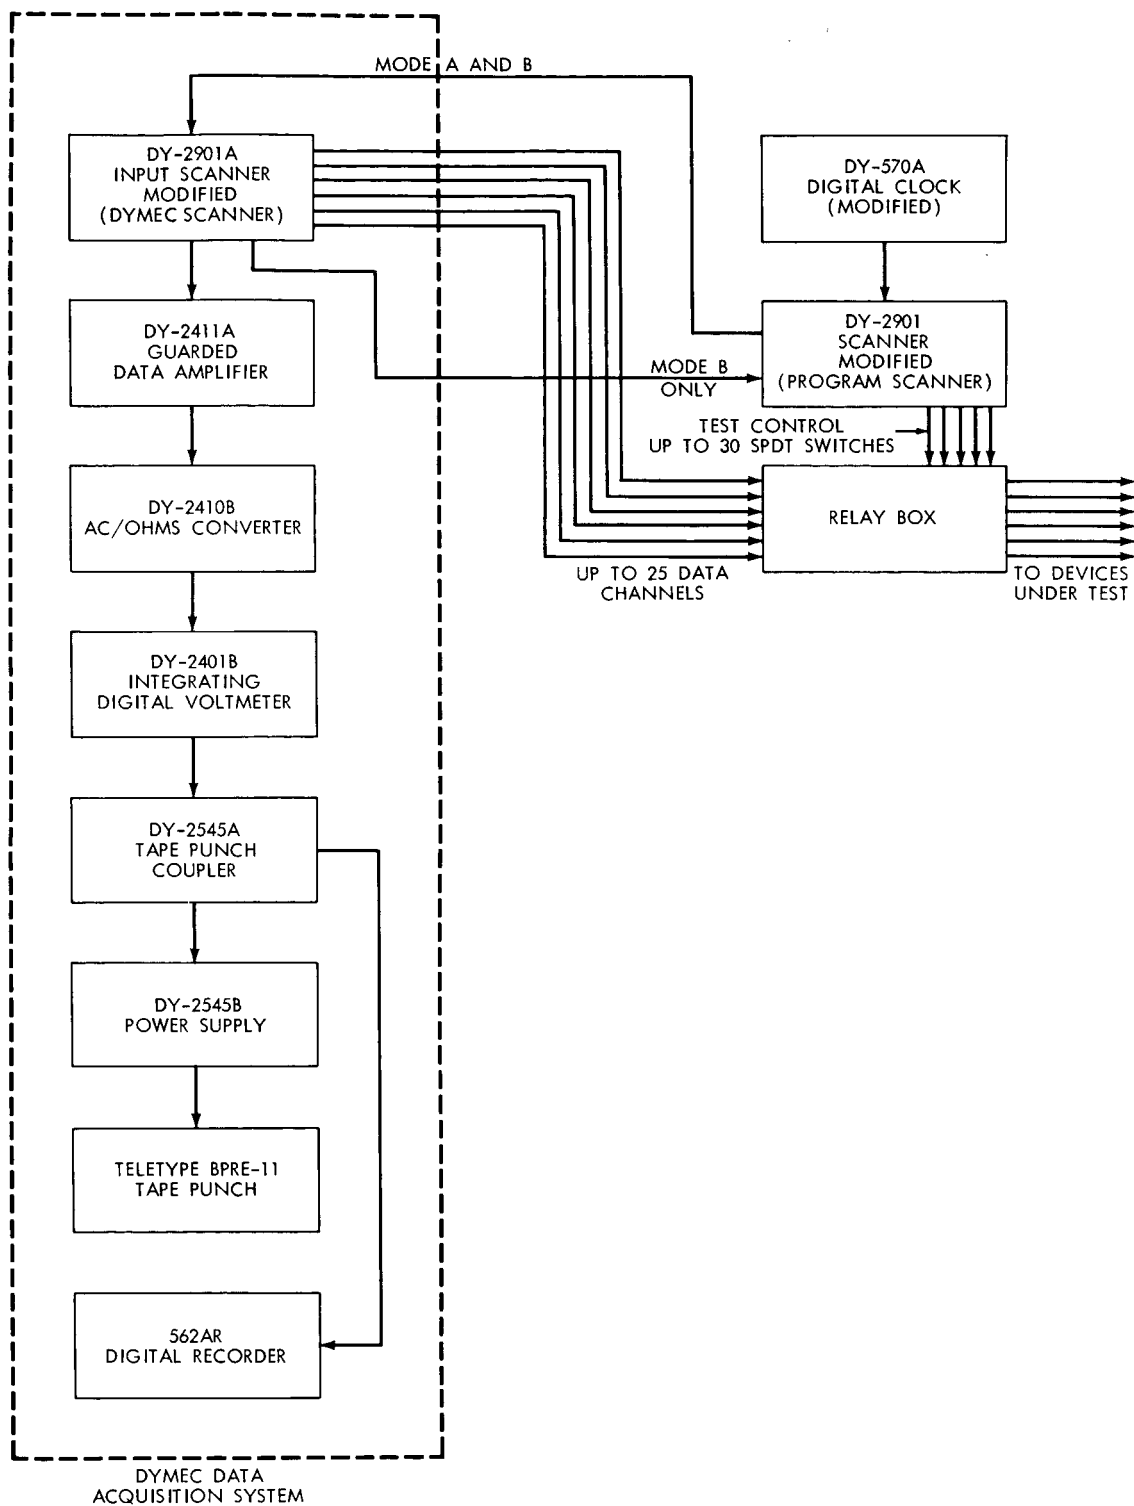 MODE A AND B
DY-2901A
INPUT SCANNER
MODIFIED
(DYMEC SCANNER)
DY-570A
DIGITAL CLOCK
(MODIFIED)
DY-2411A
GUARDED
DATA AMPLIFIER
DY-2901
SCANNER
MODIFIED
(PROGRAM SCANNER)
MODE B
ONLY
TEST CONTROL
UP TO 30 SPDT SWITCHES
DY-2410B
AC/OHMS CONVERTER
RELAY BOX
UP TO 25 DATA
CHANNELS
TO DEVICES
UNDER TEST
DY-2401B
INTEGRATING
DIGITAL VOLTMETER
DY-2545A
TAPE PUNCH
COUPLER
DY-2545B
POWER SUPPLY
TELETYPE BPRE-11
TAPE PUNCH
562AR
DIGITAL RECORDER
DYMEC DATA
ACQUISITION SYSTEM